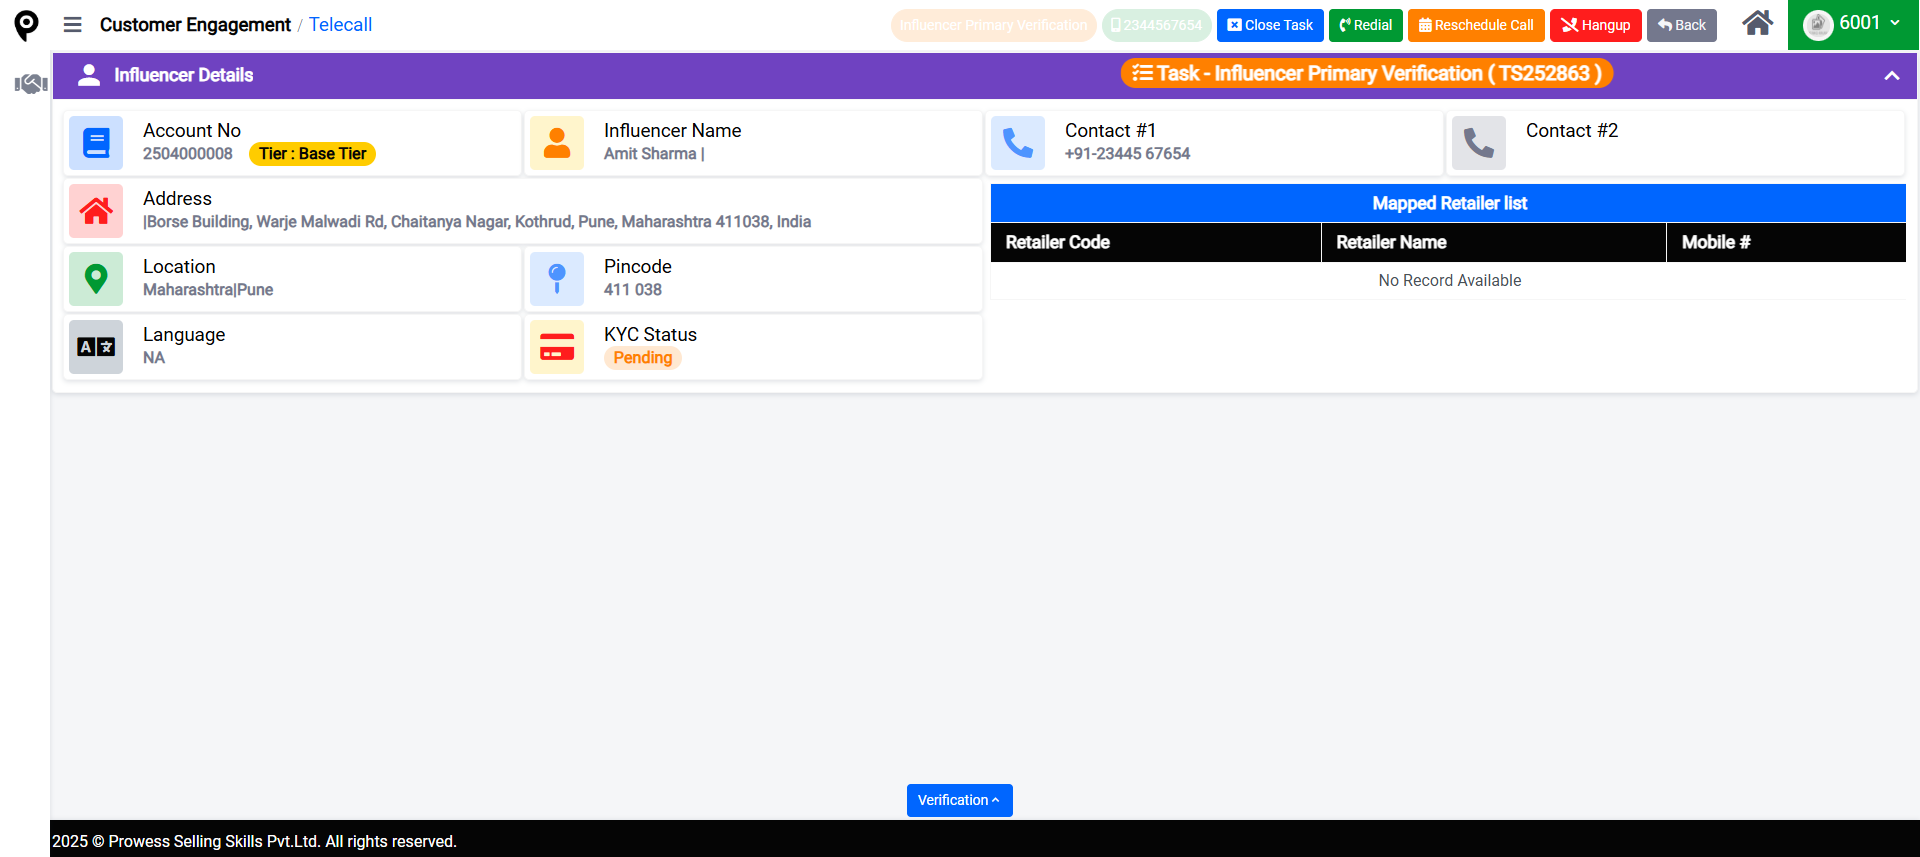 Customer Engagement / Telecall
Influencer Primary Verification
2344567654
Close Task
Redial
Reschedule Call
Hangup
Back
6001
Influencer Details
Task - Influencer Primary Verification ( TS252863 )
Account No
2504000008 Tier : Base Tier
Influencer Name
Amit Sharma |
Contact #1
+91-23445 67654
Contact #2
Address
|Borse Building, Warje Malwadi Rd, Chaitanya Nagar, Kothrud, Pune, Maharashtra 411038, India
Mapped Retailer list
Retailer Code Retailer Name Mobile #
No Record Available
Location
Maharashtra|Pune
Pincode
411 038
Language
NA
KYC Status
Pending
Verification
2025 © Prowess Selling Skills Pvt.Ltd. All rights reserved.